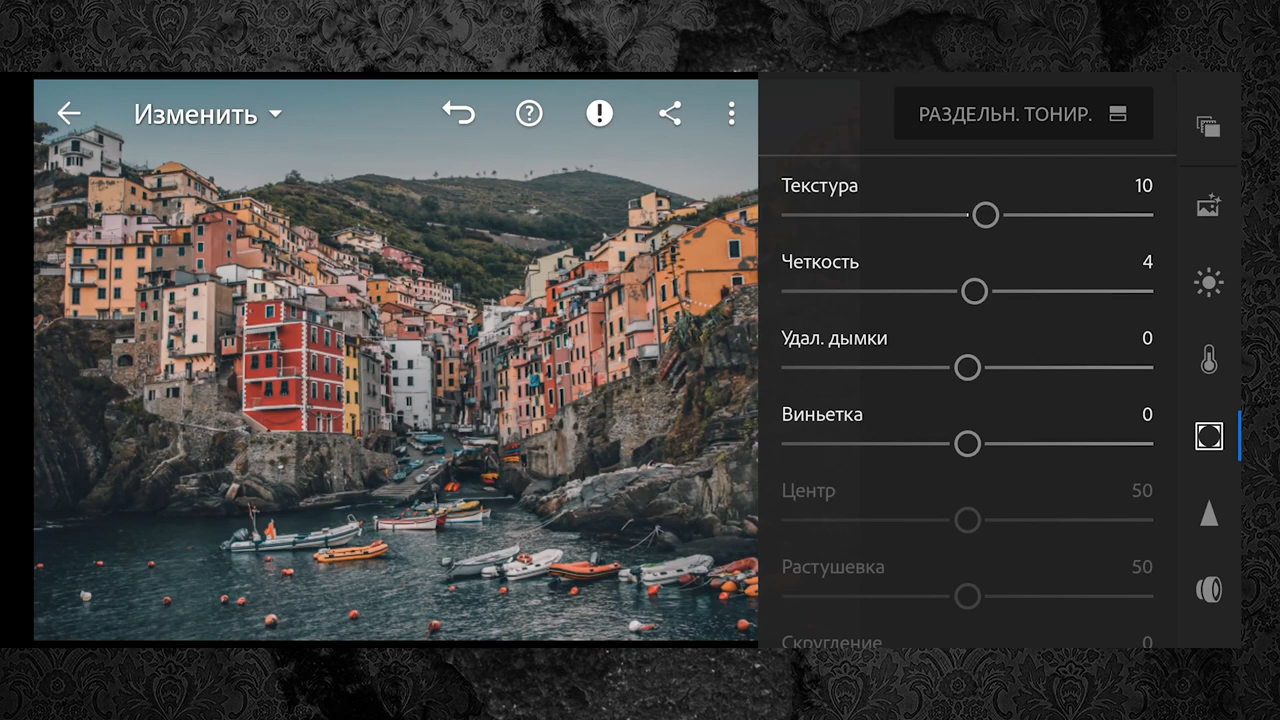 Изменить
РАЗДЕЛЬН. ТОНИР.
Текстура 10
Четкость 4
Удал. дымки 0
Виньетка 0
Центр 50
Растушевка 50
Скругление 0